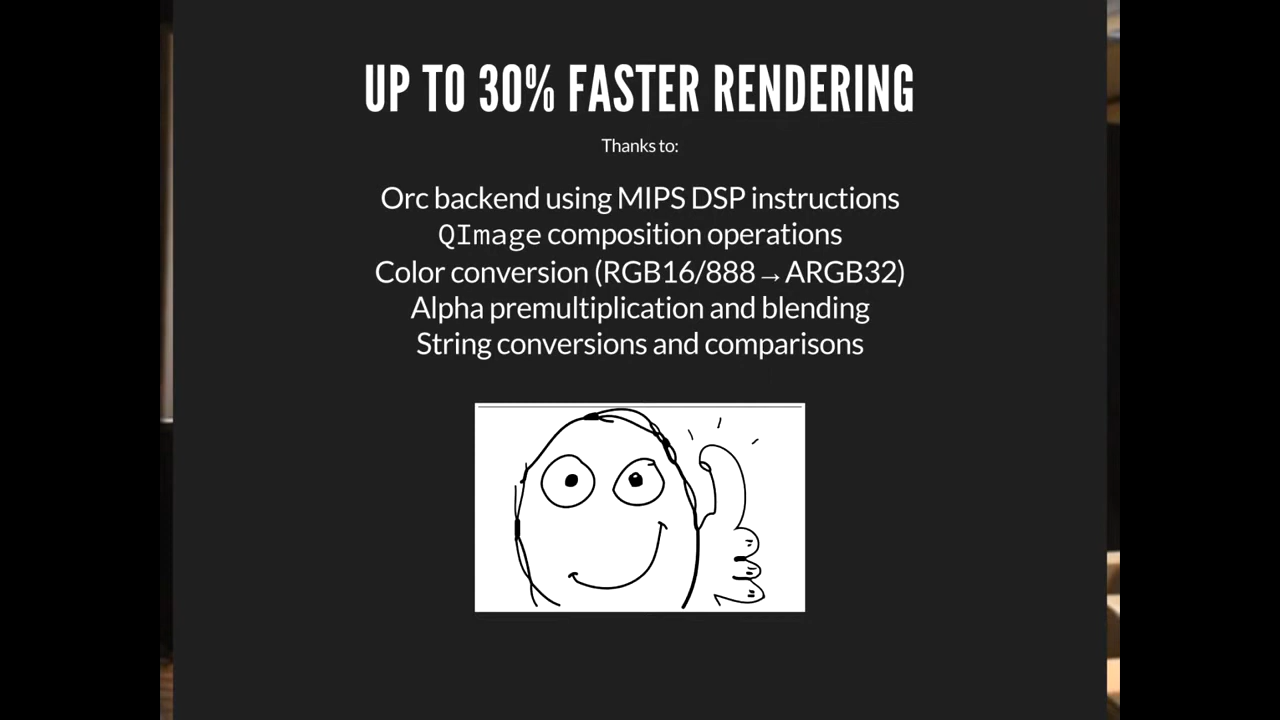 UP TO 30% FASTER RENDERING
Thanks to:
Orc backend using MIPS DSP instructions
QImage composition operations
Color conversion (RGB16/888→ARGB32)
Alpha premultiplication and blending
String conversions and comparisons